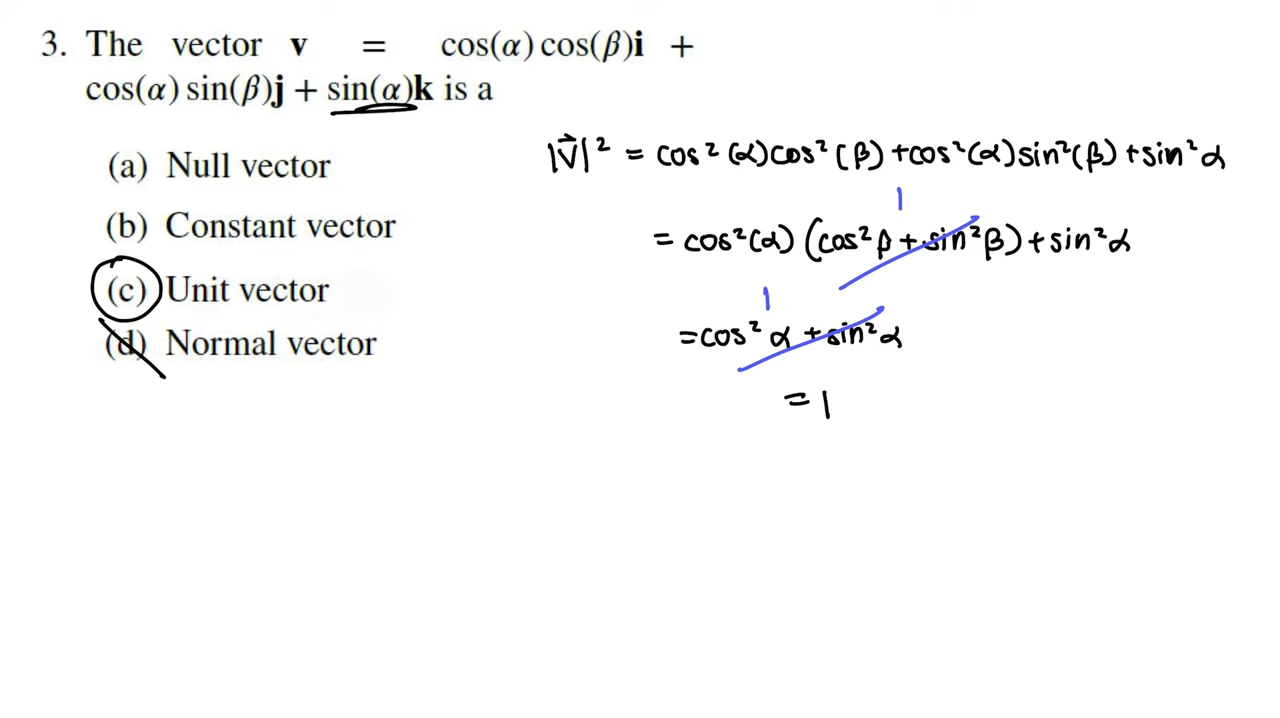 3. The vector v = cos(α) cos(β)i +
cos(α) sin(β)j + sin(α)k is a
(a) Null vector
(b) Constant vector
(c) Unit vector
(d) Normal vector
|V⃗|² = cos²(α)cos²(β) + cos²(α)sin²(β) + sin²α
1
= cos²(α) (cos²β + sin²β) + sin²α
1
= cos²α + sin²α
= 1